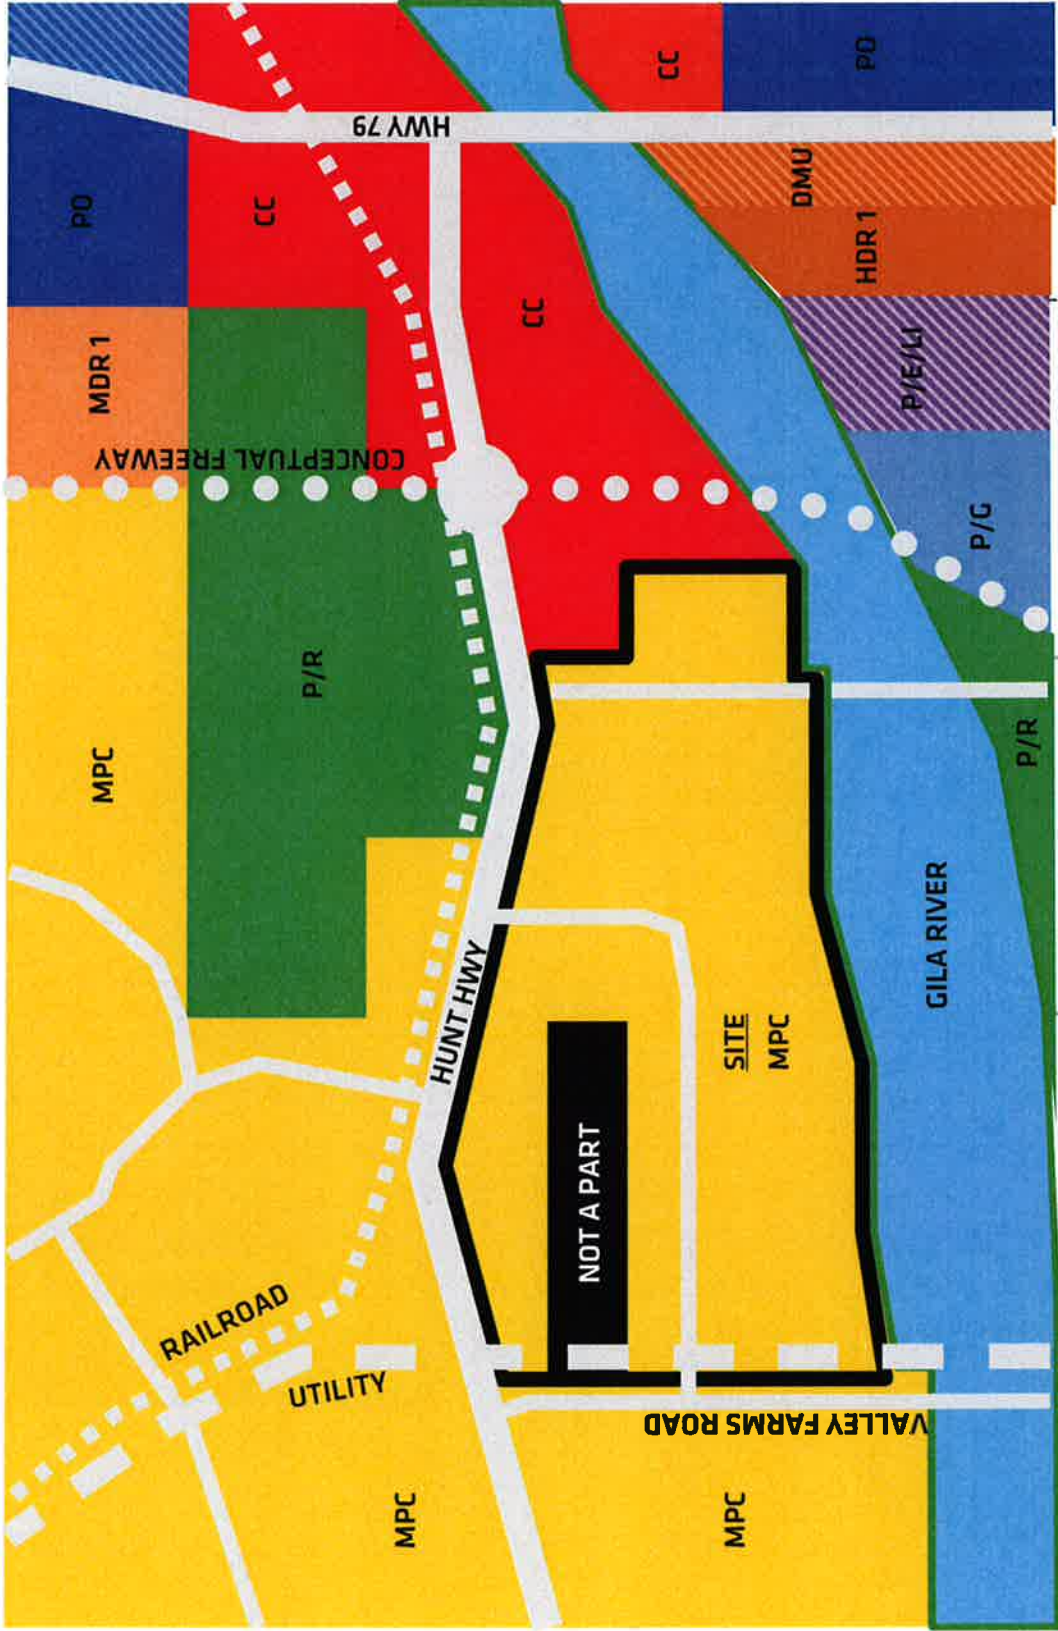 MPC
MDR 1
PO
RAILROAD
UTILITY
CONCEPTUAL FREEWAY
P/R
CC
MPC
HUNT HWY
HWY 79
CC
NOT A PART
CC
VALLEY FARMS ROAD
MPC
SITE
MPC
DMU
PO
HDR 1
P/E/LI
GILA RIVER
P/G
P/R